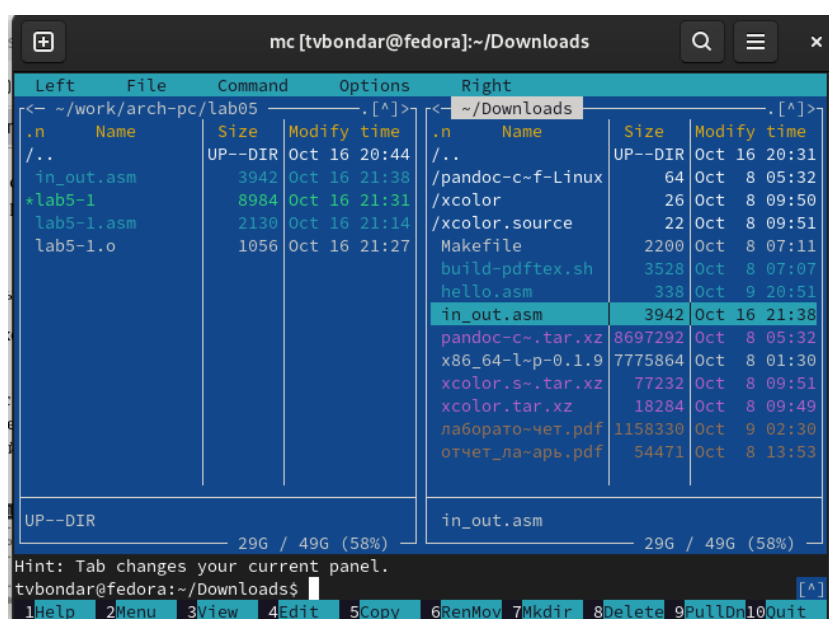 mc [tvbondar@fedora]:~/Downloads
Left File Command Options Right
<— ~/work/arch-pc/lab05 .[^]> <— ~/Downloads .[^]>
.n Name Size Modify time .n Name Size Modify time
/.. UP--DIR Oct 16 20:44 /.. UP--DIR Oct 16 20:31
in_out.asm 3942 Oct 16 21:38 /pandoc-c~f-Linux 64 Oct 8 05:32
*lab5-1 8984 Oct 16 21:31 /xcolor 26 Oct 8 09:50
lab5-1.asm 2130 Oct 16 21:14 /xcolor.source 22 Oct 8 09:51
lab5-1.o 1056 Oct 16 21:27 Makefile 2200 Oct 8 07:11
build-pdftex.sh 3528 Oct 8 07:07
hello.asm 338 Oct 9 20:51
in_out.asm 3942 Oct 16 21:38
pandoc-c~.tar.xz 8697292 Oct 8 05:32
x86_64-l~p-0.1.9 7775864 Oct 8 01:30
xcolor.s~.tar.xz 77232 Oct 8 09:51
xcolor.tar.xz 18284 Oct 8 09:49
лаборато~чет.pdf 1158330 Oct 9 02:30
отчет_ла~арь.pdf 54471 Oct 8 13:53
UP--DIR in_out.asm
29G / 49G (58%) 29G / 49G (58%)
Hint: Tab changes your current panel.
tvbondar@fedora:~/Downloads$ [^]
1Help 2Menu 3View 4Edit 5Copy 6RenMov 7Mkdir 8Delete 9PullDn 10Quit